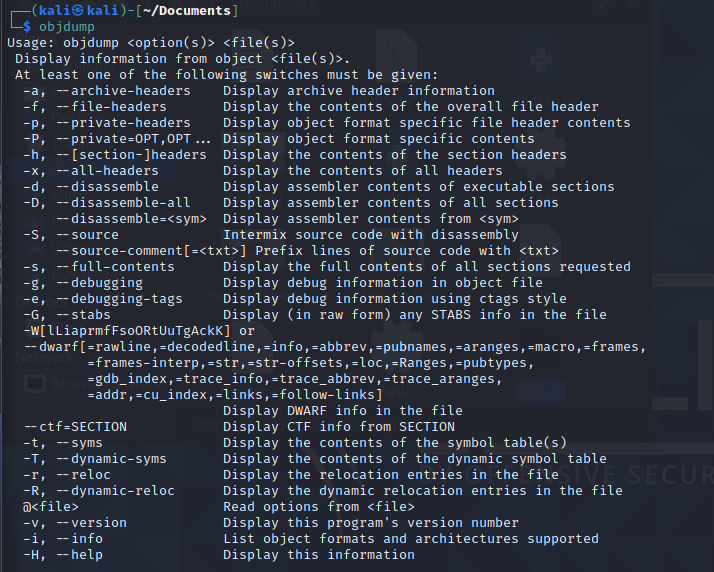 Documents
┌──(kali㉿kali)-[~/Documents]
└─$ objdump
Usage: objdump <option(s)> <file(s)>
 Display information from object <file(s)>.
 At least one of the following switches must be given:
  -a, --archive-headers    Display archive header information
  -f, --file-headers       Display the contents of the overall file header
  -p, --private-headers    Display object format specific file header contents
  -P, --private=OPT,OPT... Display object format specific contents
  -h, --[section-]headers  Display the contents of the section headers
  -x, --all-headers        Display the contents of all headers
  -d, --disassemble        Display assembler contents of executable sections
  -D, --disassemble-all    Display assembler contents of all sections
      --disassemble=<sym>  Display assembler contents from <sym>
  -S, --source             Intermix source code with disassembly
      --source-comment[=<txt>] Prefix lines of source code with <txt>
  -s, --full-contents      Display the full contents of all sections requested
  -g, --debugging          Display debug information in object file
  -e, --debugging-tags     Display debug information using ctags style
  -G, --stabs              Display (in raw form) any STABS info in the file
  -W[lLiaprmfFsoORtUuTgAckK] or
  --dwarf[=rawline,=decodedline,=info,=abbrev,=pubnames,=aranges,=macro,=frames,
          =frames-interp,=str,=str-offsets,=loc,=Ranges,=pubtypes,
          =gdb_index,=trace_info,=trace_abbrev,=trace_aranges,
          =addr,=cu_index,=links,=follow-links]
                           Display DWARF info in the file
  --ctf=SECTION            Display CTF info from SECTION
  -t, --syms               Display the contents of the symbol table(s)
  -T, --dynamic-syms       Display the contents of the dynamic symbol table
  -r, --reloc              Display the relocation entries in the file
  -R, --dynamic-reloc      Display the dynamic relocation entries in the file
  @<file>                  Read options from <file>
  -v, --version            Display this program's version number
  -i, --info               List object formats and architectures supported
  -H, --help               Display this information
Network
BY OFFENSIVE SECUR